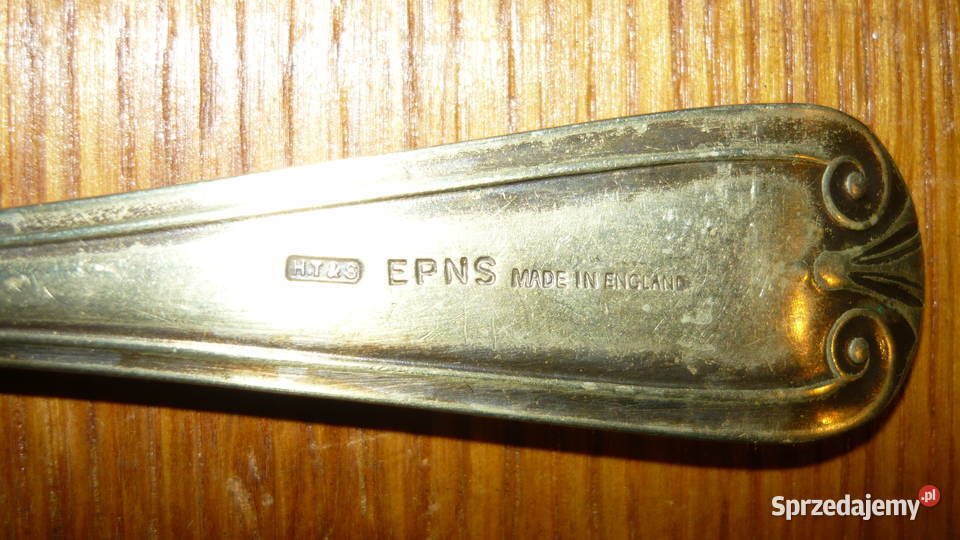 H.T&S EPNS MADE IN ENGLAND
Sprzedajemy.pl